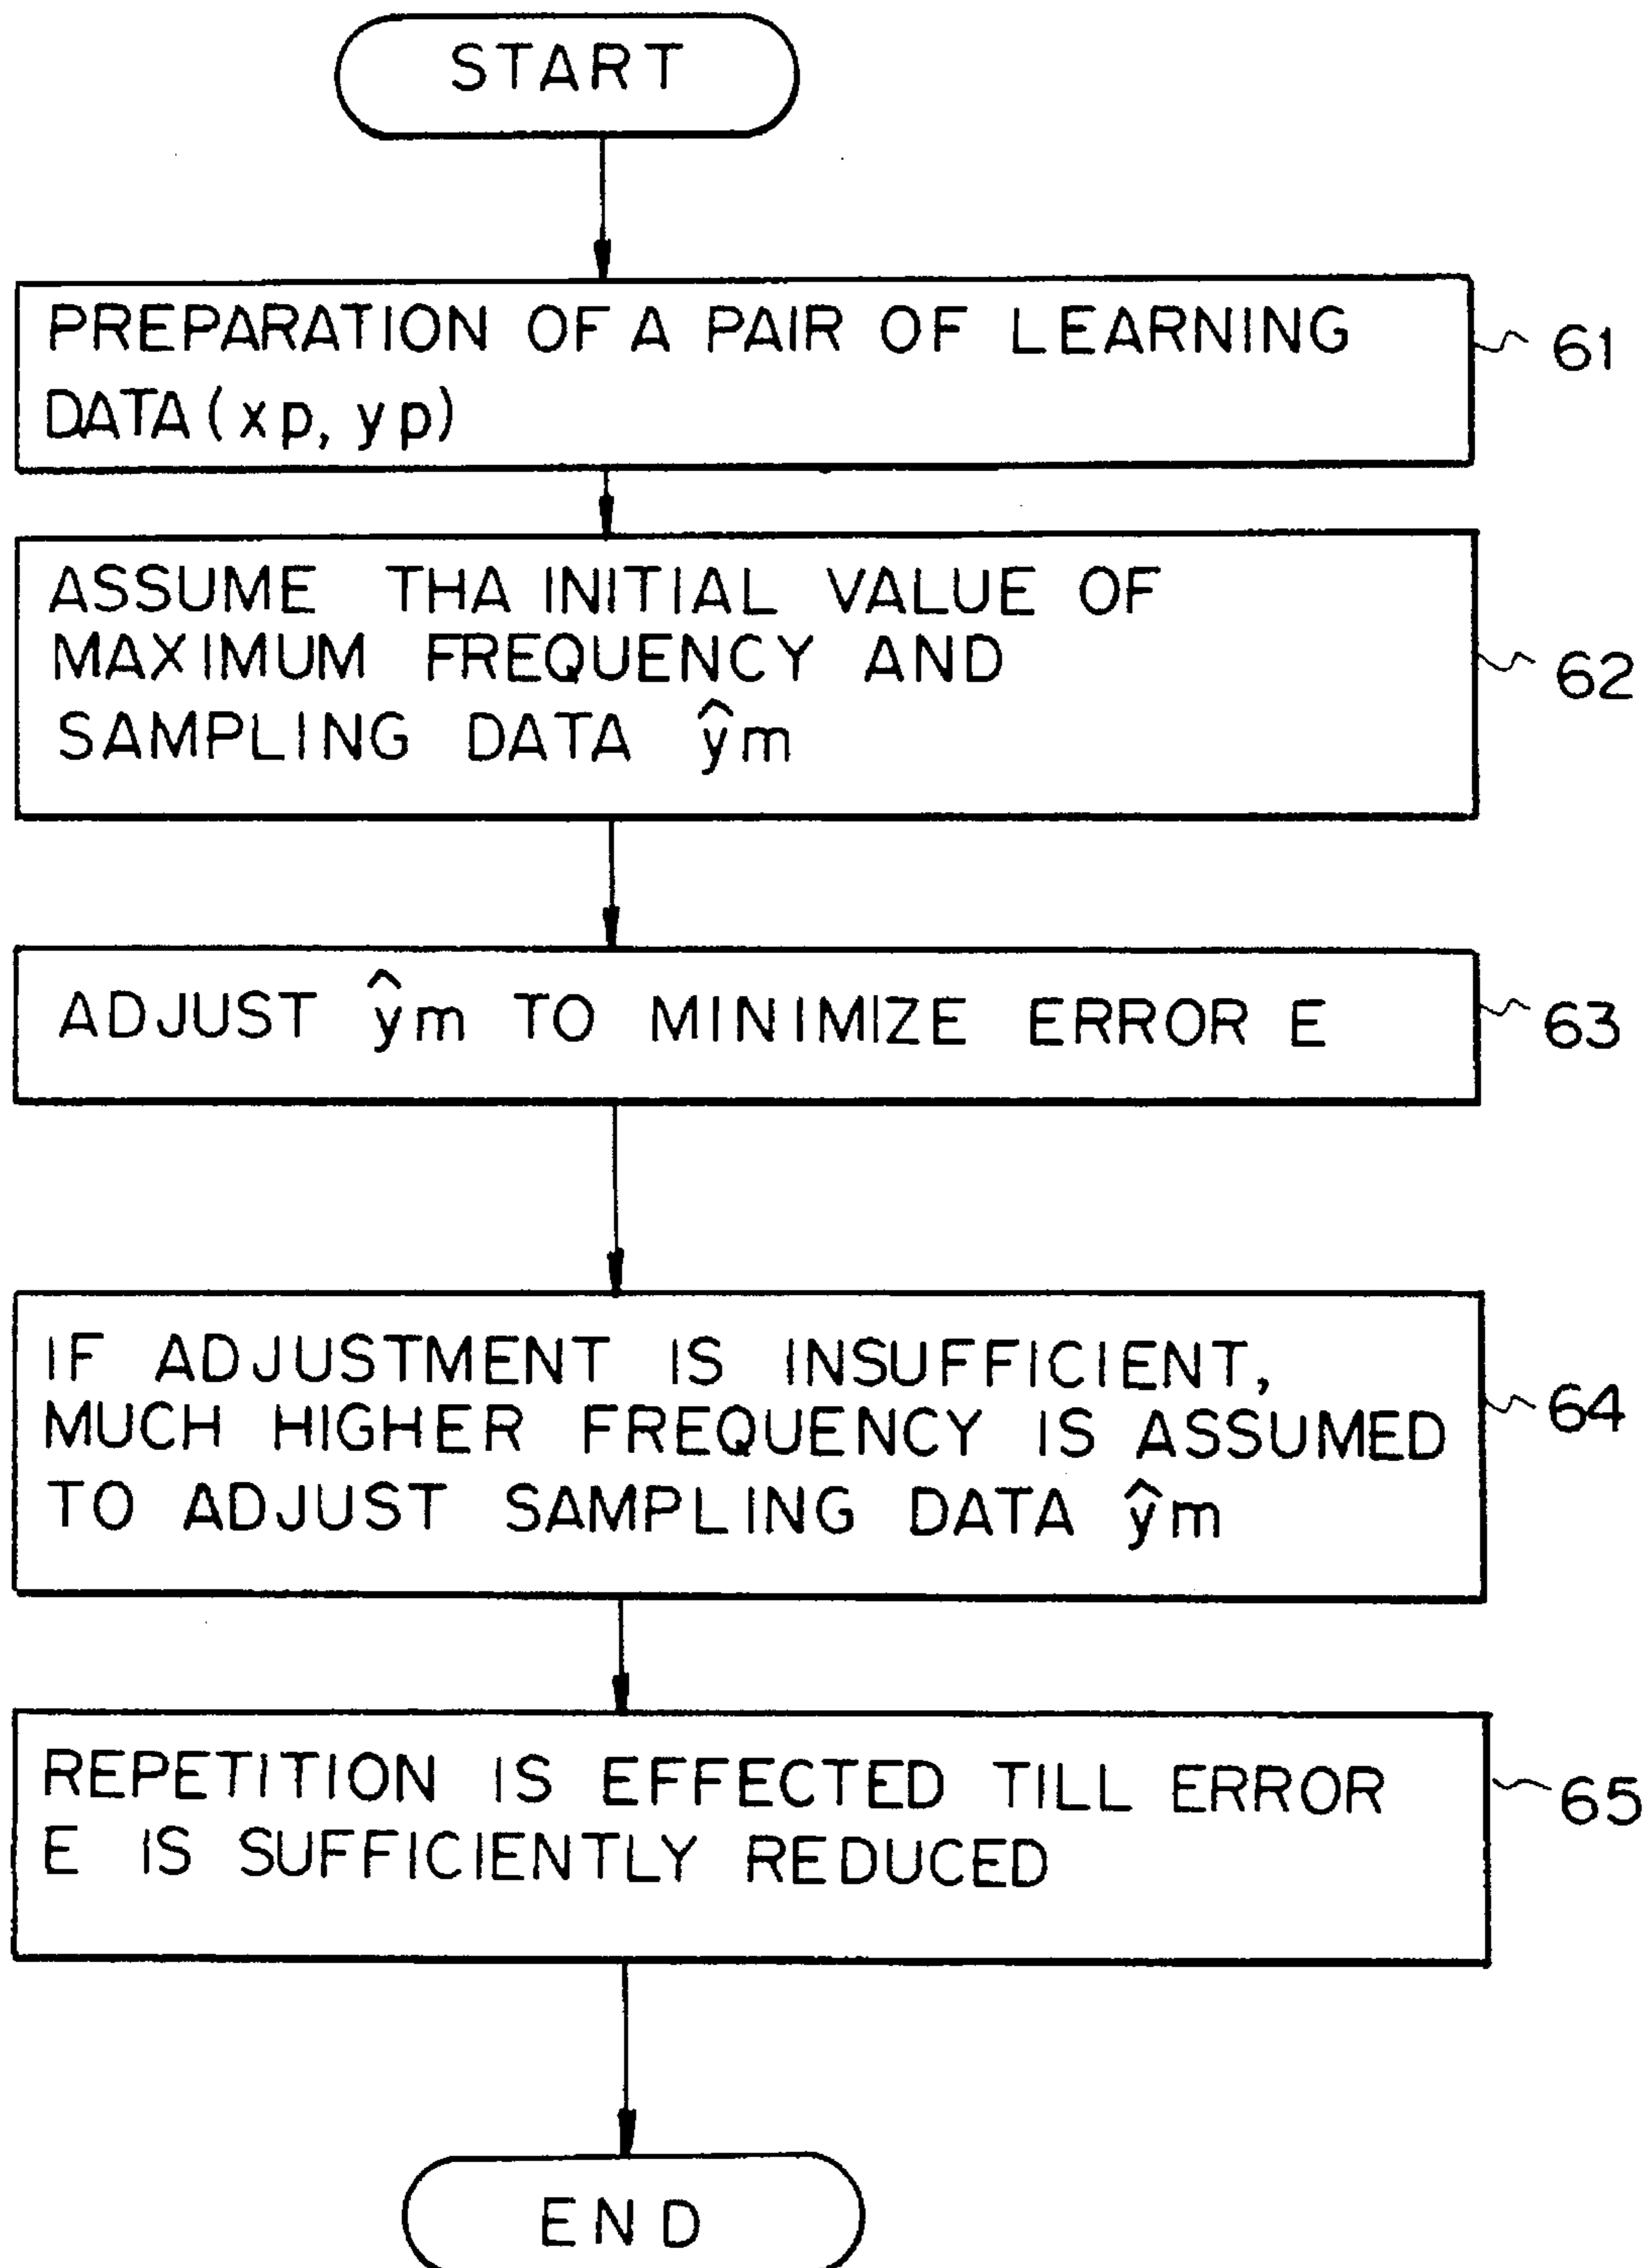 START
PREPARATION OF A PAIR OF LEARNING
DATA(xp, yp)
61
ASSUME THA INITIAL VALUE OF
MAXIMUM FREQUENCY AND
SAMPLING DATA ŷm
62
ADJUST ŷm TO MINIMIZE ERROR E
63
IF ADJUSTMENT IS INSUFFICIENT,
MUCH HIGHER FREQUENCY IS ASSUMED
TO ADJUST SAMPLING DATA ŷm
64
REPETITION IS EFFECTED TILL ERROR
E IS SUFFICIENTLY REDUCED
65
END